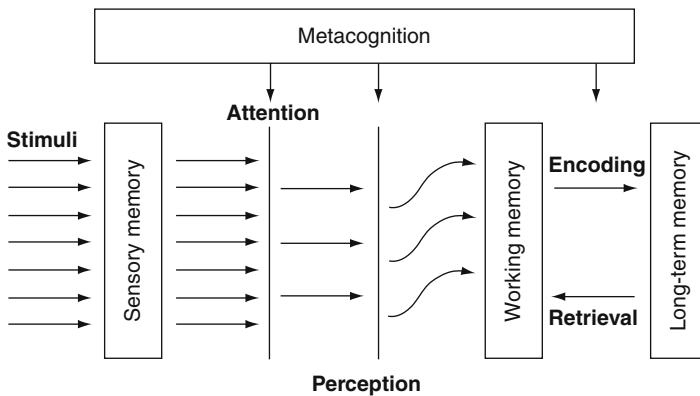 Metacognition
Attention
Stimuli
Sensory memory
Working memory
Encoding
Long-term memory
Retrieval
Perception